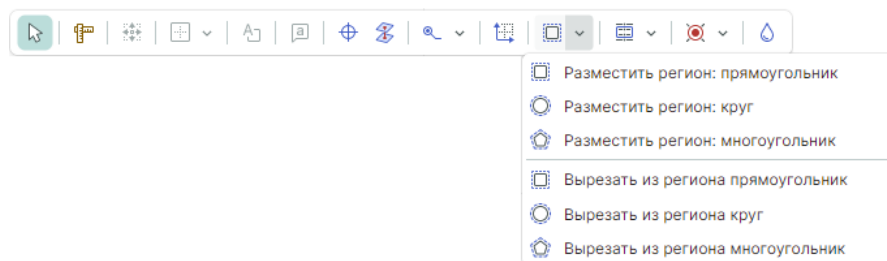 Разместить регион: прямоугольник
Разместить регион: круг
Разместить регион: многоугольник
Вырезать из региона прямоугольник
Вырезать из региона круг
Вырезать из региона многоугольник